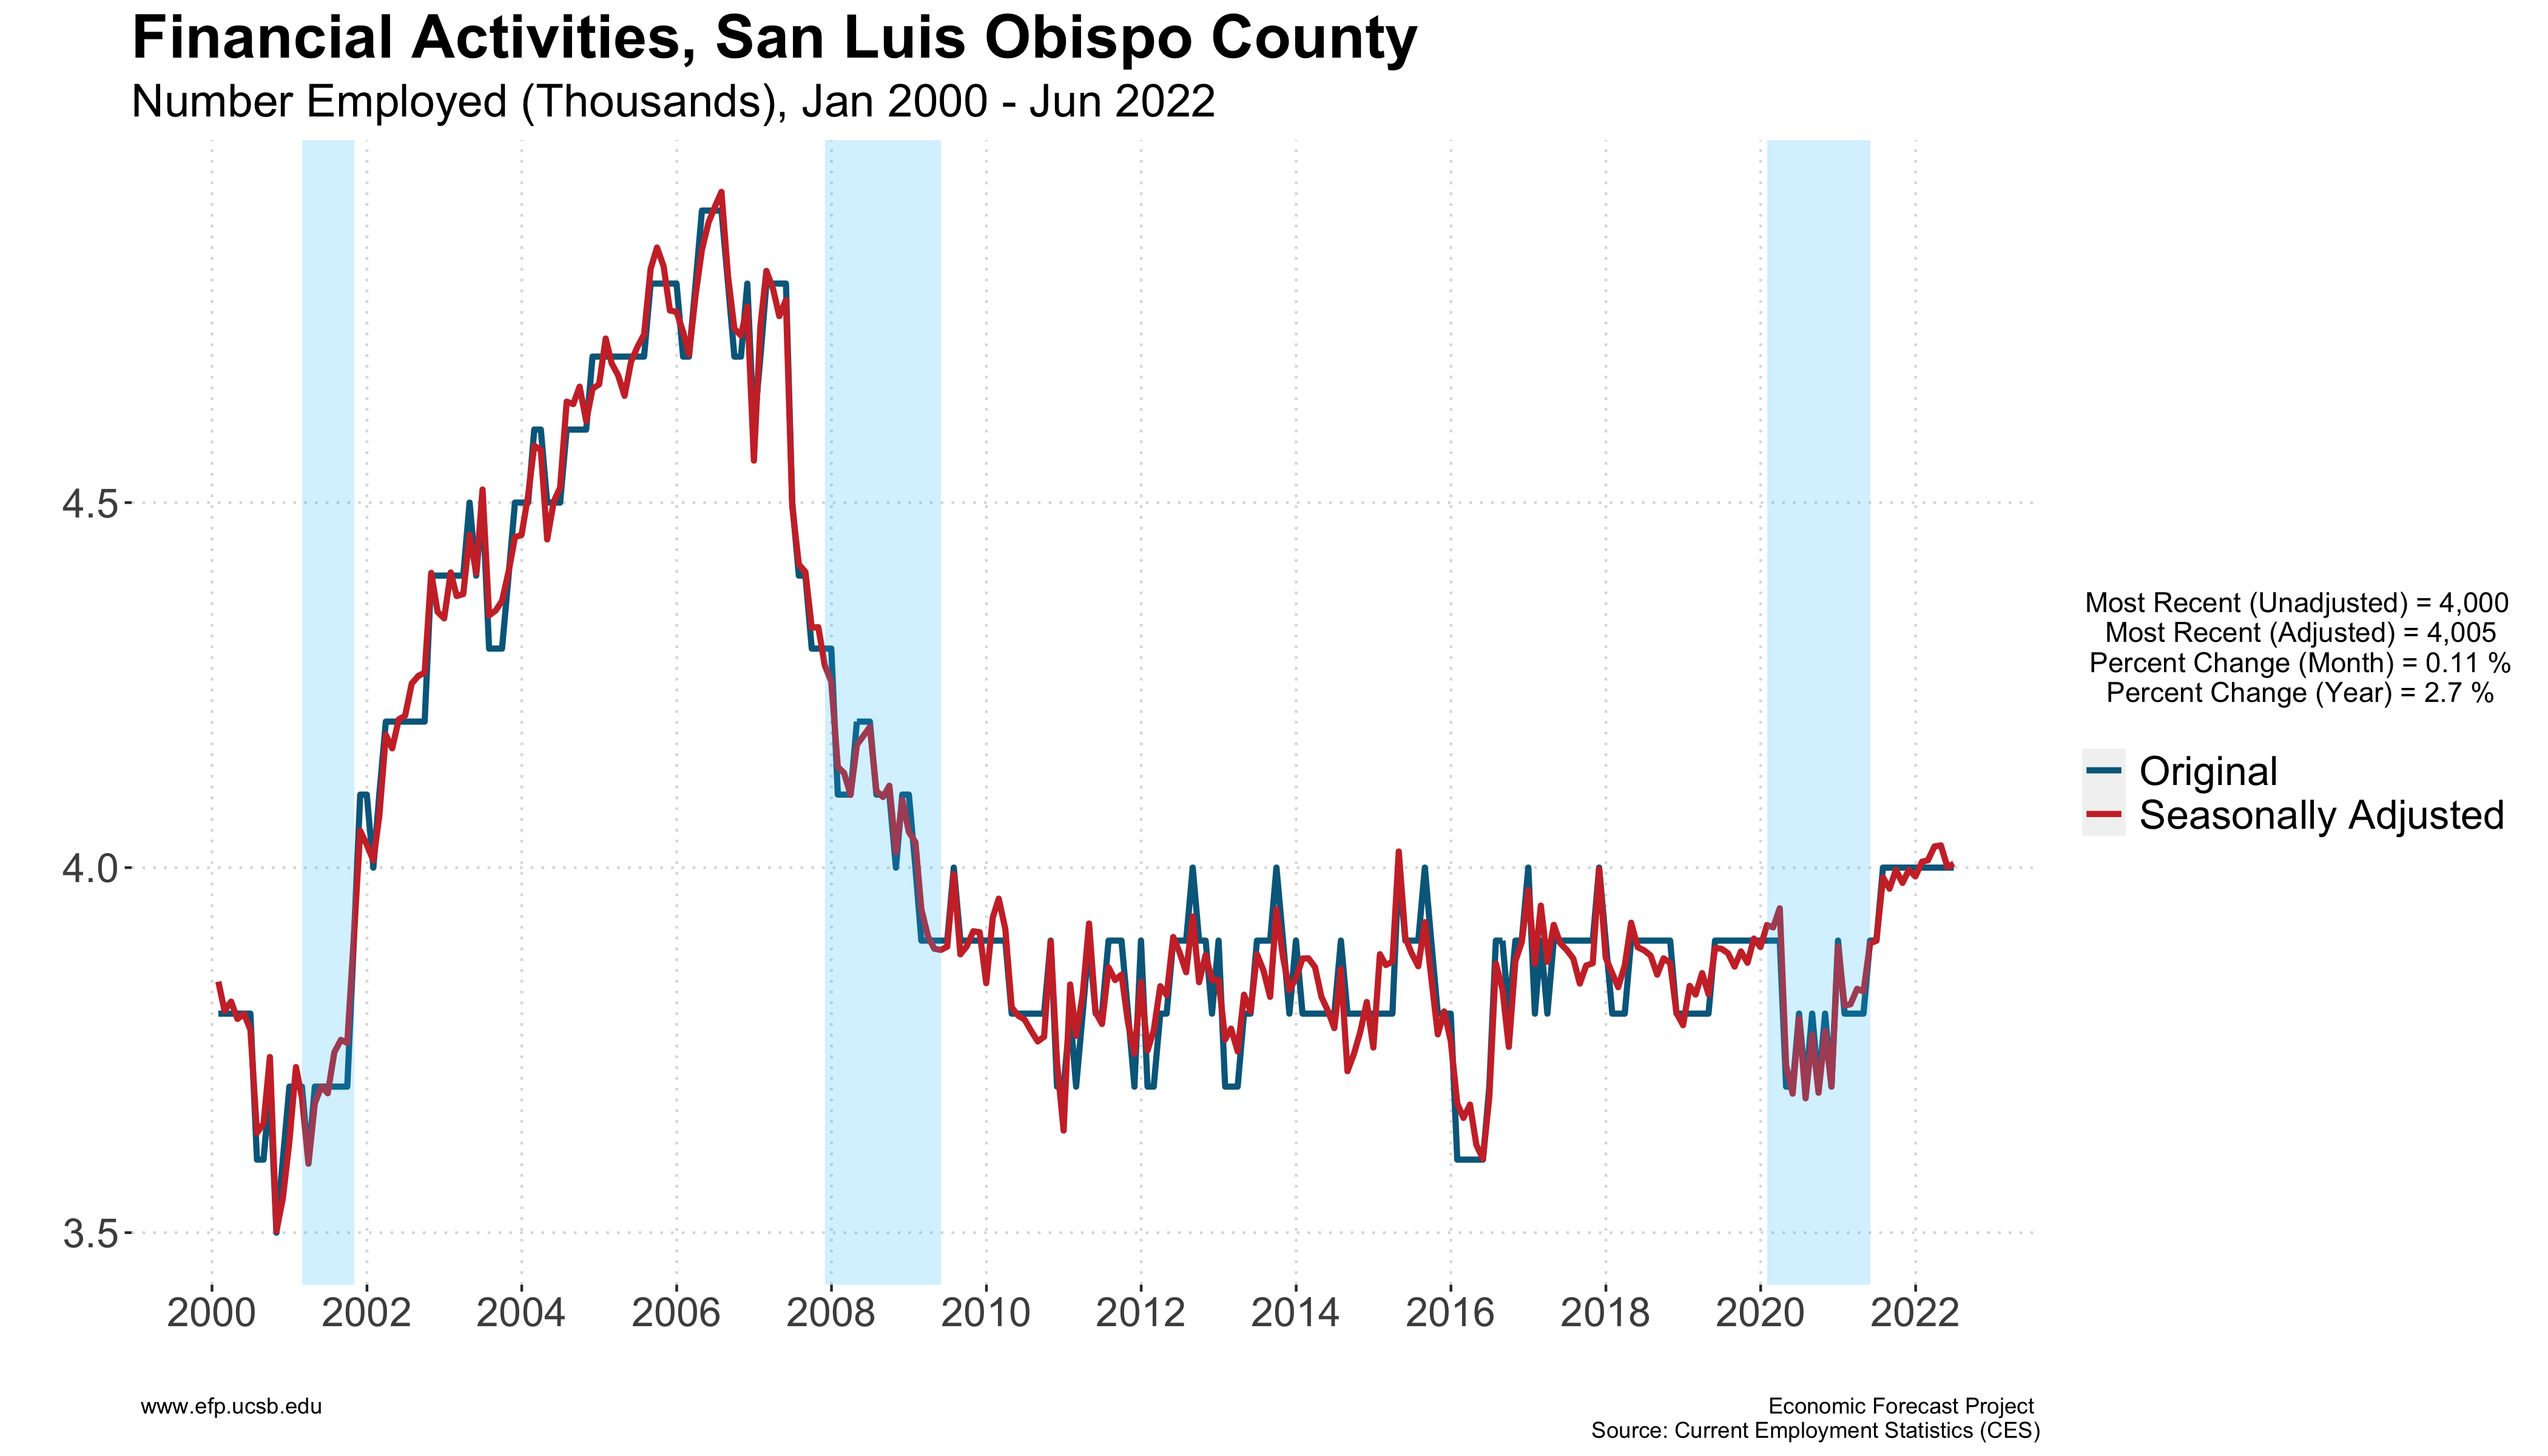 Financial Activities, San Luis Obispo County
Number Employed (Thousands), Jan 2000 - Jun 2022
4.5
4.0
3.5
2000 2002 2004 2006 2008 2010 2012 2014 2016 2018 2020 2022
Most Recent (Unadjusted) = 4,000
Most Recent (Adjusted) = 4,005
Percent Change (Month) = 0.11 %
Percent Change (Year) = 2.7 %
Original
Seasonally Adjusted
www.efp.ucsb.edu
Economic Forecast Project
Source: Current Employment Statistics (CES)